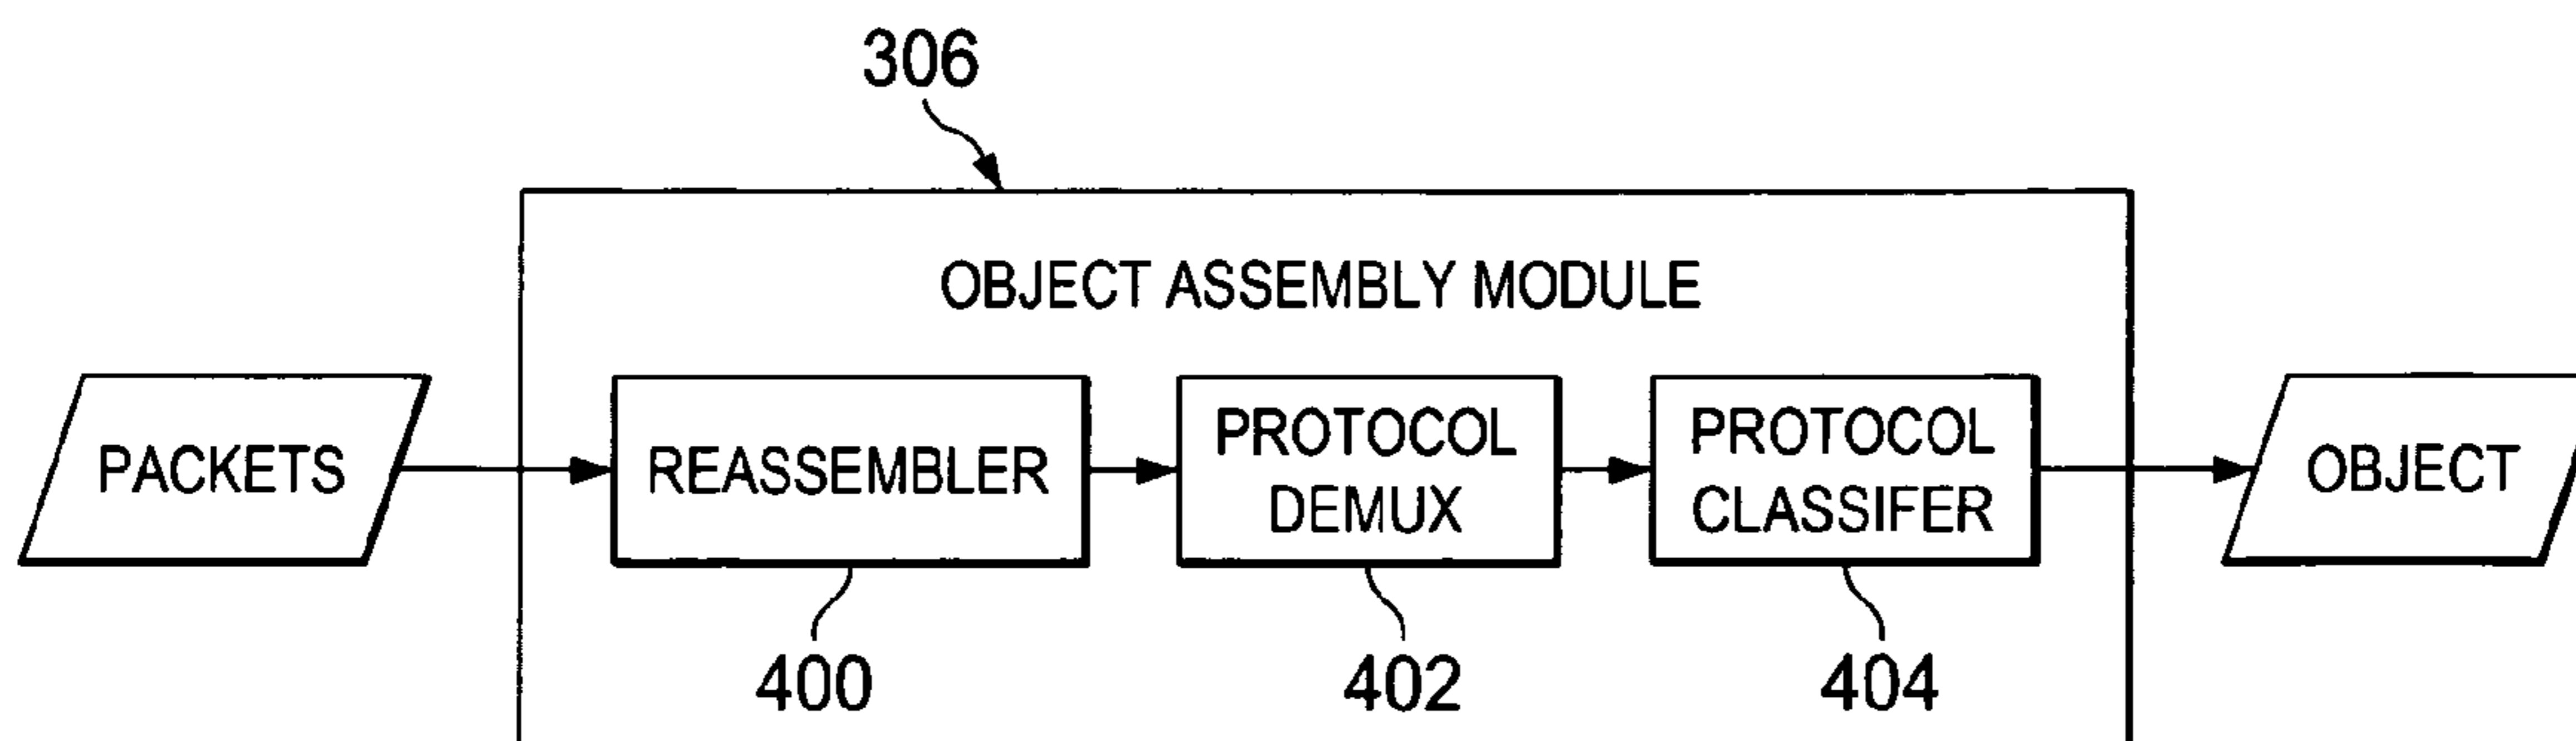 306
OBJECT ASSEMBLY MODULE
PACKETS
REASSEMBLER
PROTOCOL
DEMUX
PROTOCOL
CLASSIFER
OBJECT
400
402
404